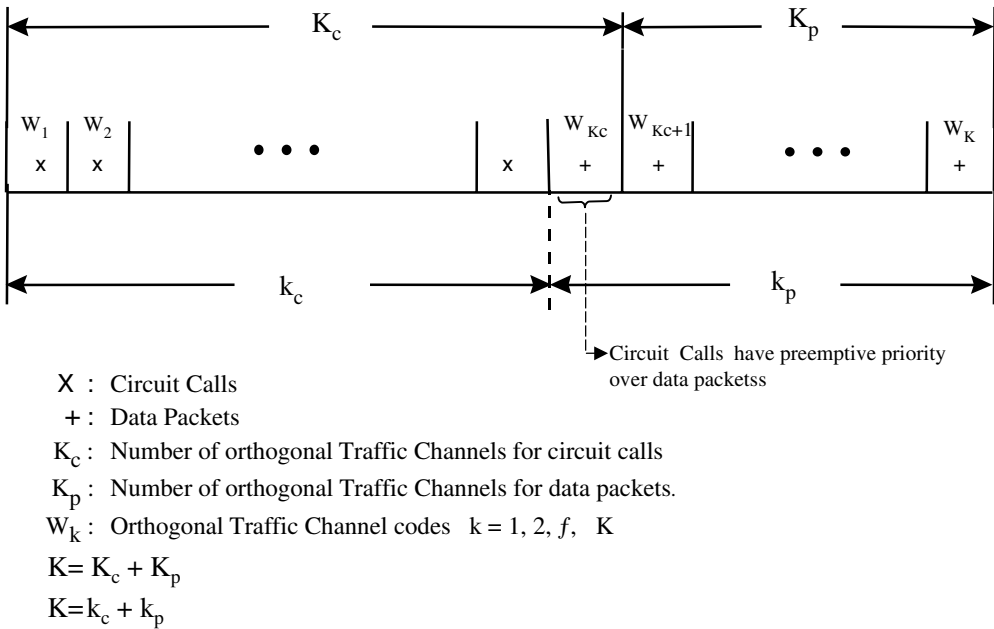 K_c K_p
W_1 W_2 W_Kc W_Kc+1 W_K
x x • • • x + + • • • +
k_c k_p
Circuit Calls have preemptive priority
over data packetss
X : Circuit Calls
+ : Data Packets
K_c : Number of orthogonal Traffic Channels for circuit calls
K_p : Number of orthogonal Traffic Channels for data packets.
W_k : Orthogonal Traffic Channel codes k = 1, 2, ƒ, K
K= K_c + K_p
K=k_c + k_p